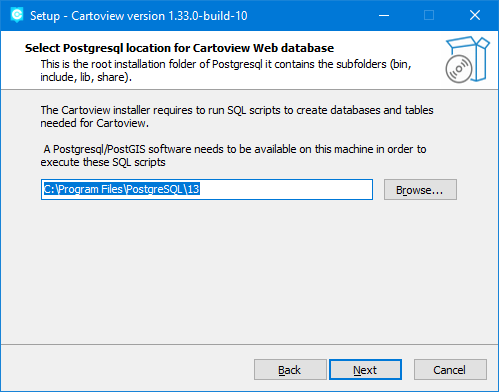 Setup - Cartoview version 1.33.0-build-10
Select Postgresql location for Cartoview Web database
This is the root installation folder of Postgresql it contains the subfolders (bin,
include, lib, share).
The Cartoview installer requires to run SQL scripts to create databases and tables
needed for Cartoview.
A Postgresql/PostGIS software needs to be available on this machine in order to
execute these SQL scripts
C:\Program Files\PostgreSQL\13
Browse...
Back
Next
Cancel